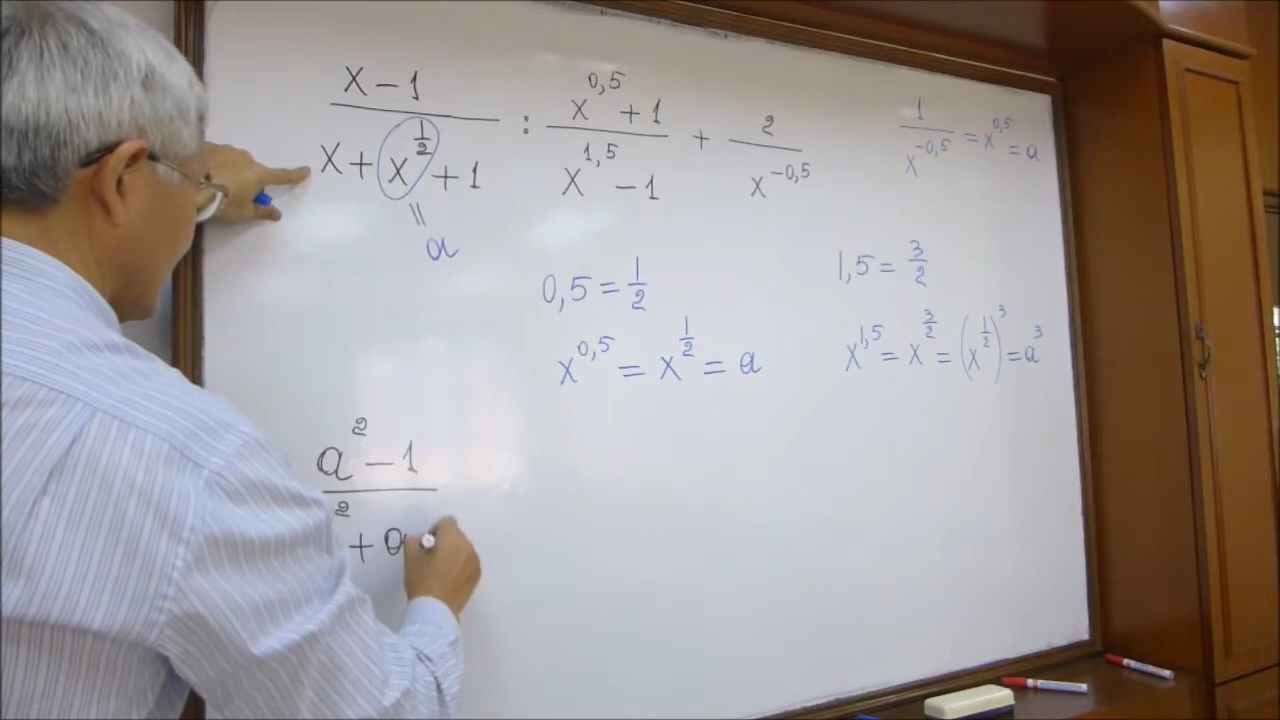 (x-1)/(x+x^(1/2)+1) : (x^(0,5)+1)/(x^(1,5)-1) + 2/x^(-0,5)
1/x^(-0,5) = x^(0,5) = a
= a
0,5 = 1/2
1,5 = 3/2
x^(0,5) = x^(1/2) = a
x^(1,5) = x^(3/2) = (x^(1/2))^3 = a^3
a^2 - 1
2 + a